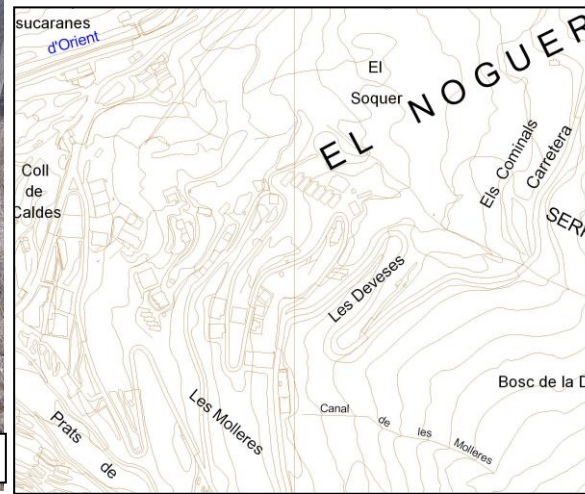 sucaranes
d'Orient
El
Soquer
EL NOGUER
Els Cominals
Carretera
Coll
de
Caldes
SERR
Les Deveses
Bosc de la D
Les Molleres
Canal de les Molleres
Prats de